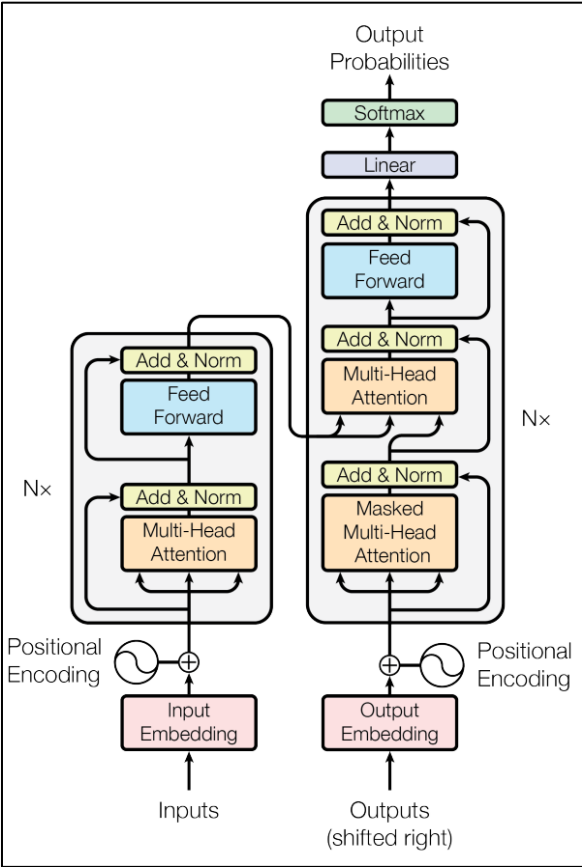 Output
Probabilities
Softmax
Linear
Add & Norm
Feed
Forward
Add & Norm
Multi-Head
Attention
Add & Norm
Masked
Multi-Head
Attention
Nx
Add & Norm
Feed
Forward
Add & Norm
Multi-Head
Attention
Nx
Positional
Encoding
Positional
Encoding
Input
Embedding
Output
Embedding
Inputs
Outputs
(shifted right)